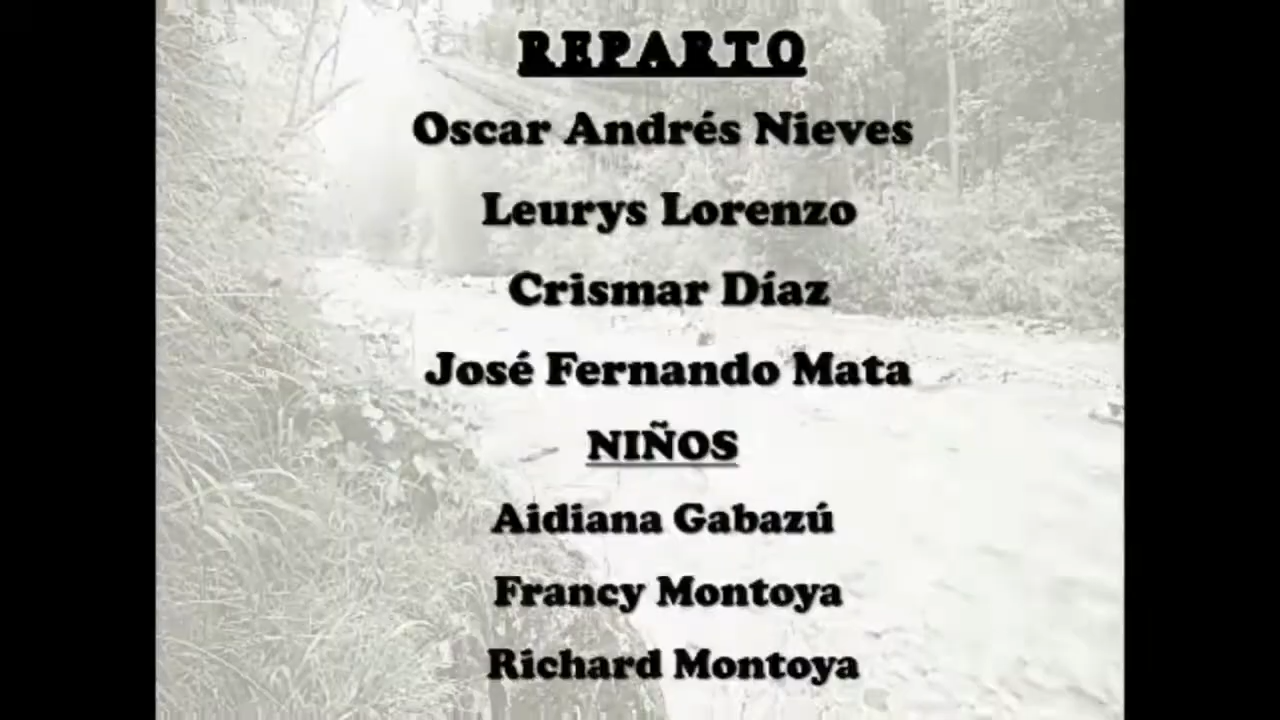 REPARTO
Oscar Andrés Nieves
Leurys Lorenzo
Crismar Díaz
José Fernando Mata
NIÑOS
Aidiana Gabazú
Francy Montoya
Richard Montoya